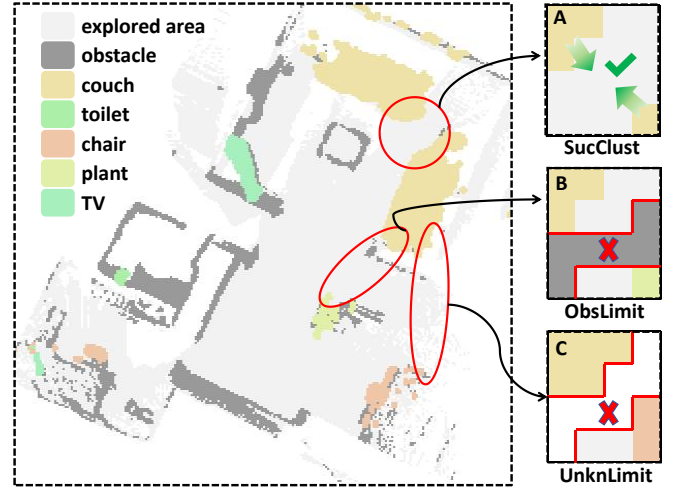 explored area
obstacle
couch
toilet
chair
plant
TV
A
SucClust
B
ObsLimit
C
UnknLimit